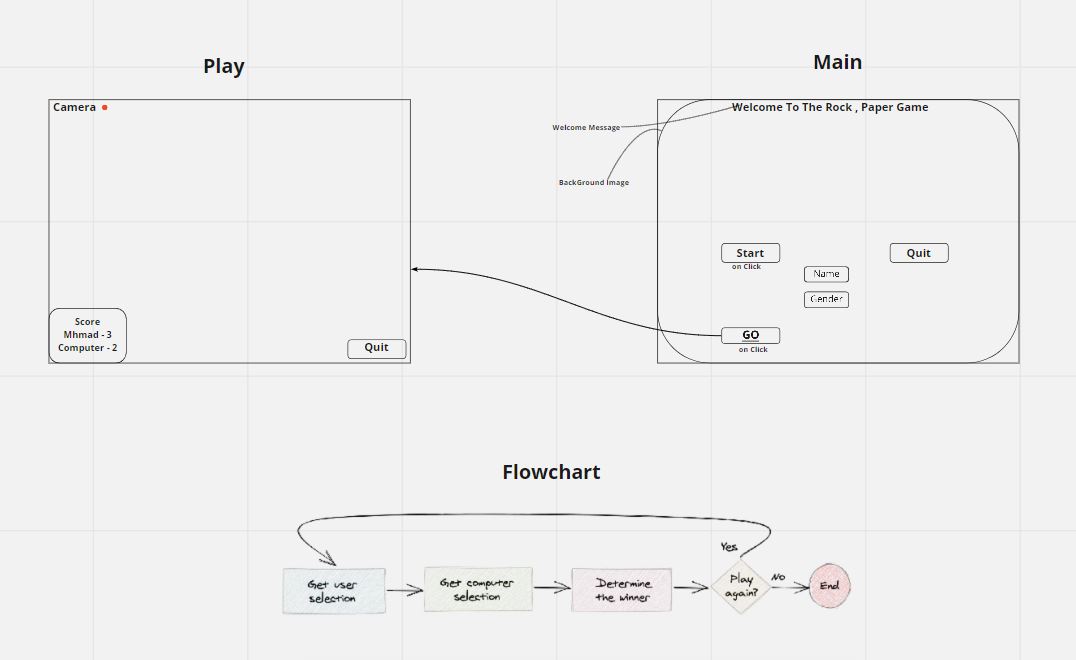 Play
Main
Camera
Welcome To The Rock , Paper Game
Welcome Message
BackGround Image
Start
on Click
Quit
Name
Gender
GO
on Click
Score
Mhmad - 3
Computer - 2
Quit
Flowchart
Yes
Get user
selection
Get computer
selection
Determine
the winner
Play
again?
No
End